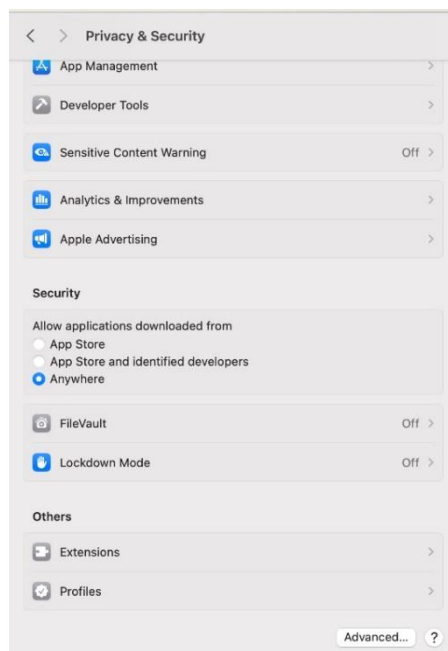 Privacy & Security
App Management
Developer Tools
Sensitive Content Warning Off
Analytics & Improvements
Apple Advertising
Security
Allow applications downloaded from
App Store
App Store and identified developers
Anywhere
FileVault Off
Lockdown Mode Off
Others
Extensions
Profiles
Advanced... ?